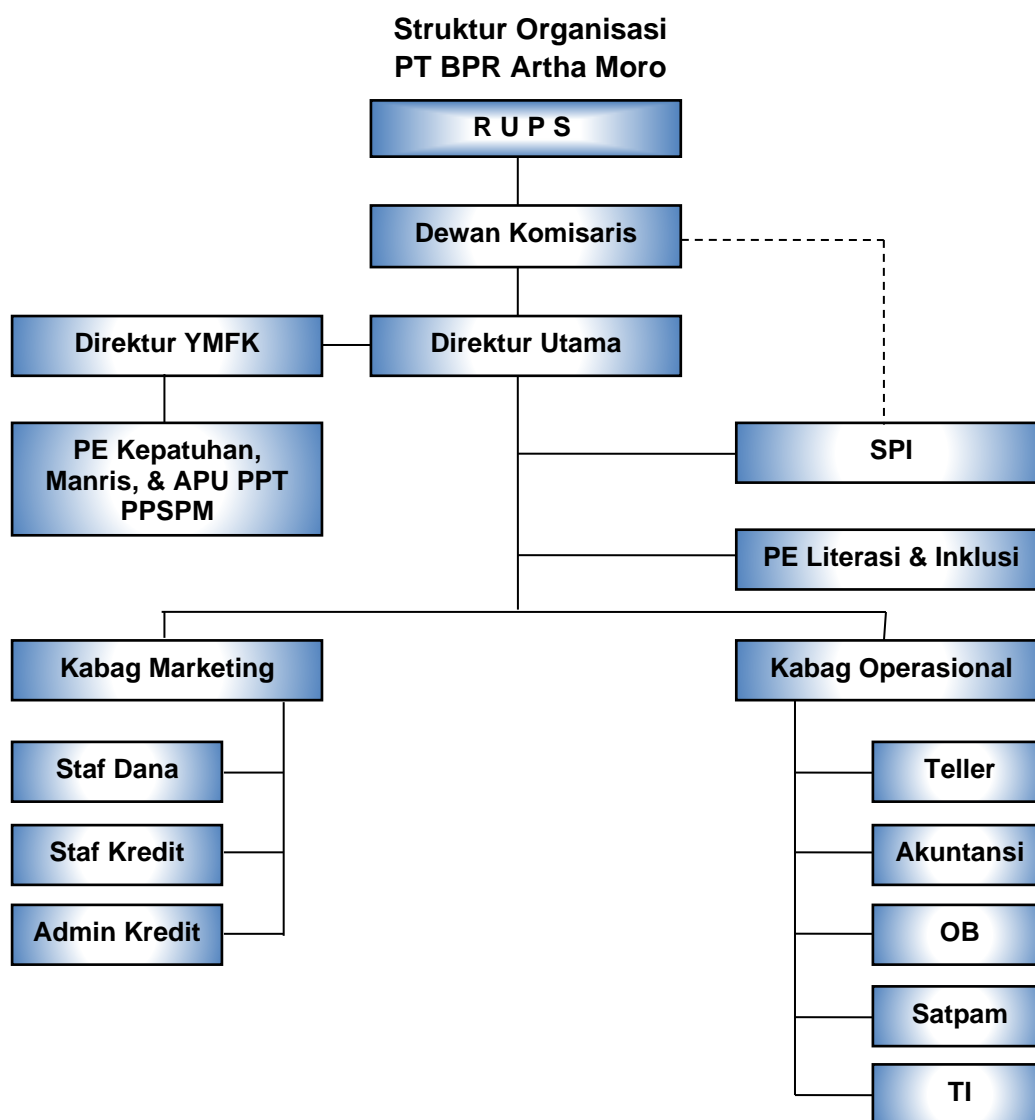 Struktur Organisasi
PT BPR Artha Moro
R U P S
Dewan Komisaris
Direktur YMFK
Direktur Utama
PE Kepatuhan,
Manris, & APU PPT
PPSPM
SPI
PE Literasi & Inklusi
Kabag Marketing
Kabag Operasional
Staf Dana
Staf Kredit
Admin Kredit
Teller
Akuntansi
OB
Satpam
TI